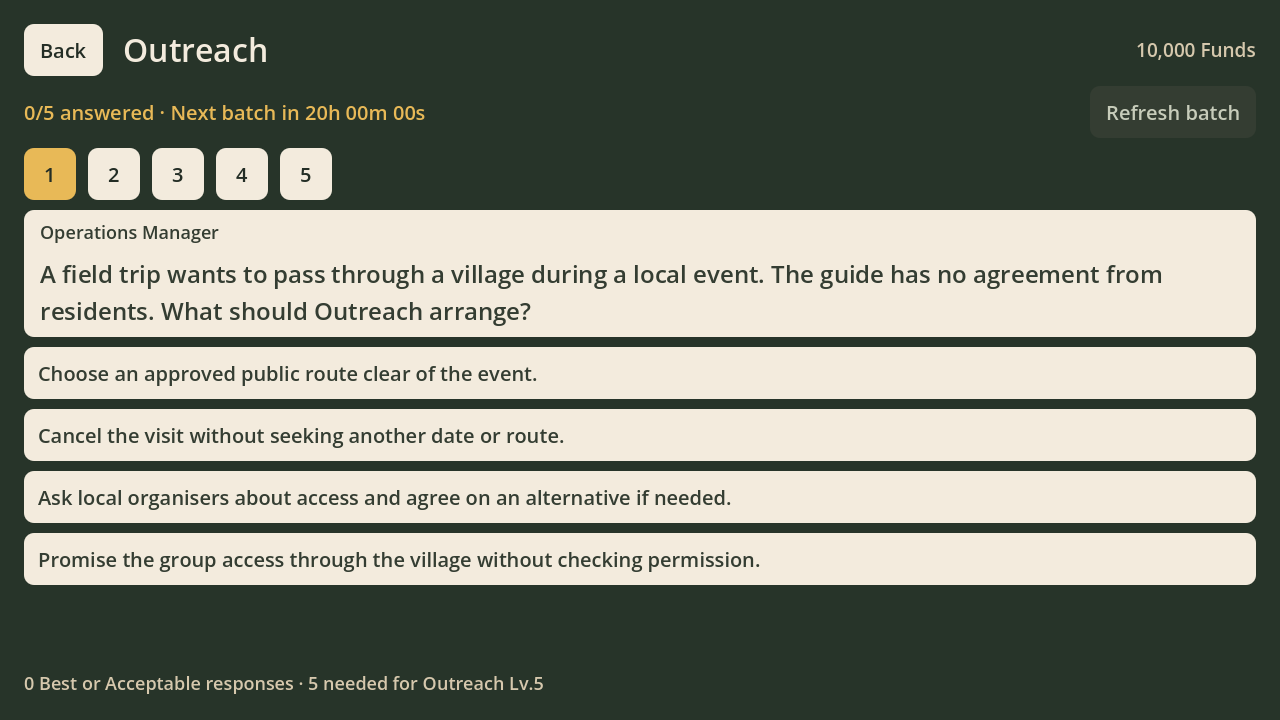 Back
Outreach
10,000 Funds
0/5 answered · Next batch in 20h 00m 00s
Refresh batch
1 2 3 4 5
Operations Manager
A field trip wants to pass through a village during a local event. The guide has no agreement from
residents. What should Outreach arrange?
Choose an approved public route clear of the event.
Cancel the visit without seeking another date or route.
Ask local organisers about access and agree on an alternative if needed.
Promise the group access through the village without checking permission.
0 Best or Acceptable responses · 5 needed for Outreach Lv.5